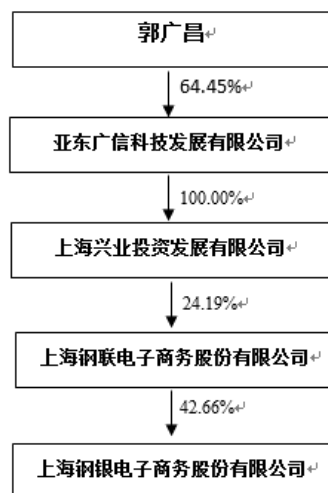 郭广昌
64.45%
亚东广信科技发展有限公司
100.00%
上海兴业投资发展有限公司
24.19%
上海钢联电子商务股份有限公司
42.66%
上海钢银电子商务股份有限公司